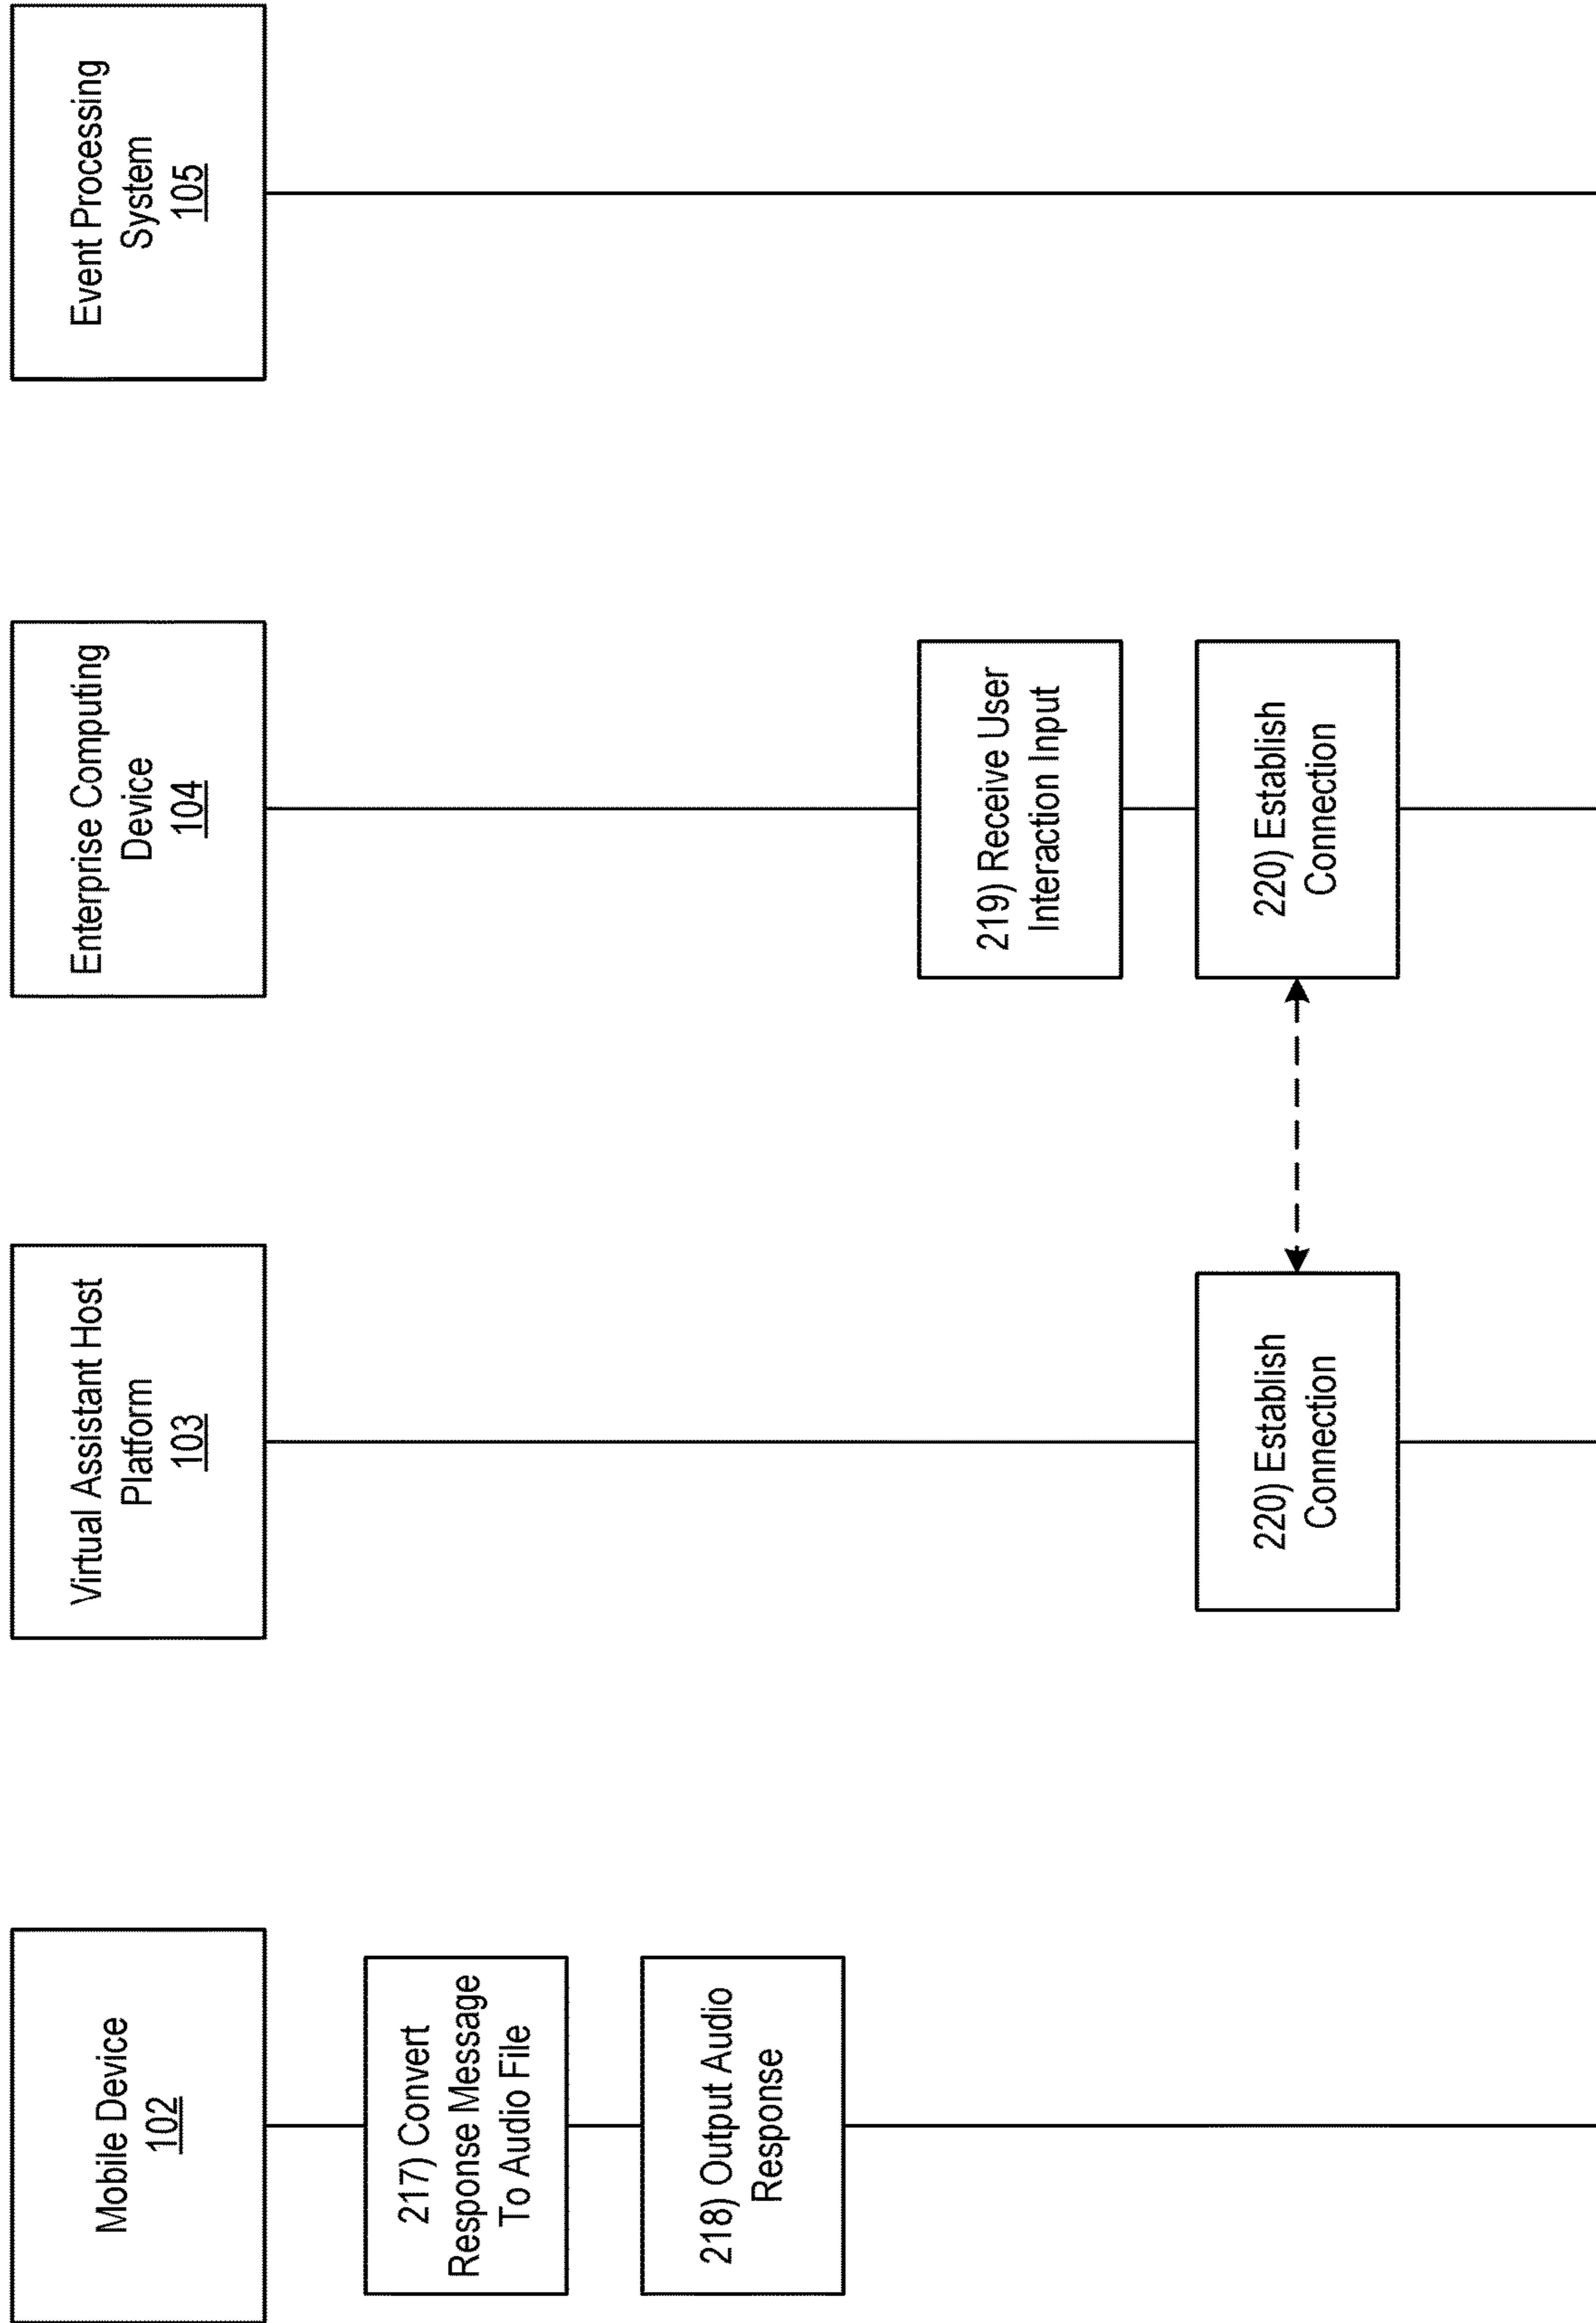 Mobile Device
102
Virtual Assistant Host
Platform
103
Enterprise Computing
Device
104
Event Processing
System
105
217) Convert
Response Message
To Audio File
218) Output Audio
Response
219) Receive User
Interaction Input
220) Establish
Connection
220) Establish
Connection